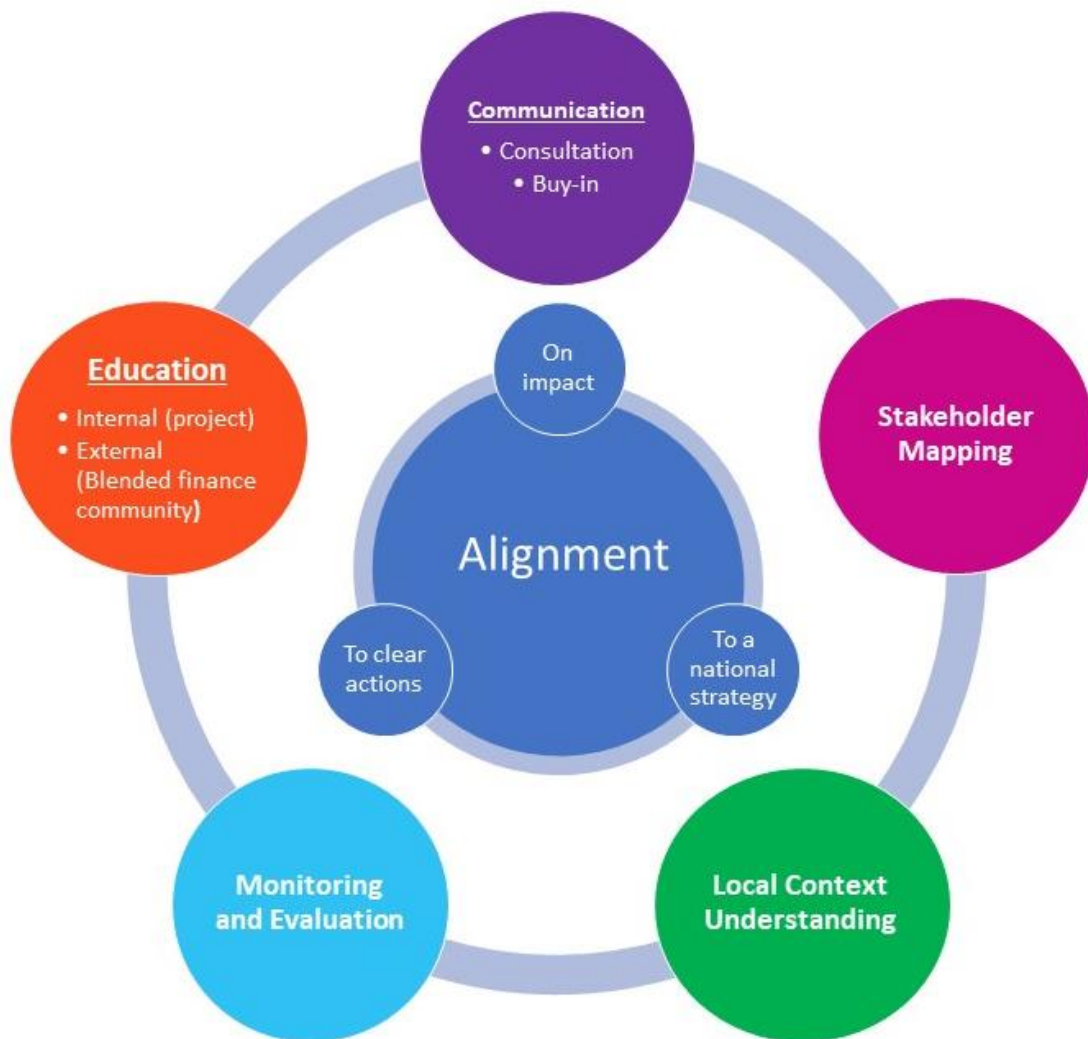 Communication
• Consultation
• Buy-in
Education
• Internal (project)
• External
(Blended finance
community)
On
impact
Stakeholder
Mapping
Alignment
To clear
actions
To a
national
strategy
Monitoring
and Evaluation
Local Context
Understanding